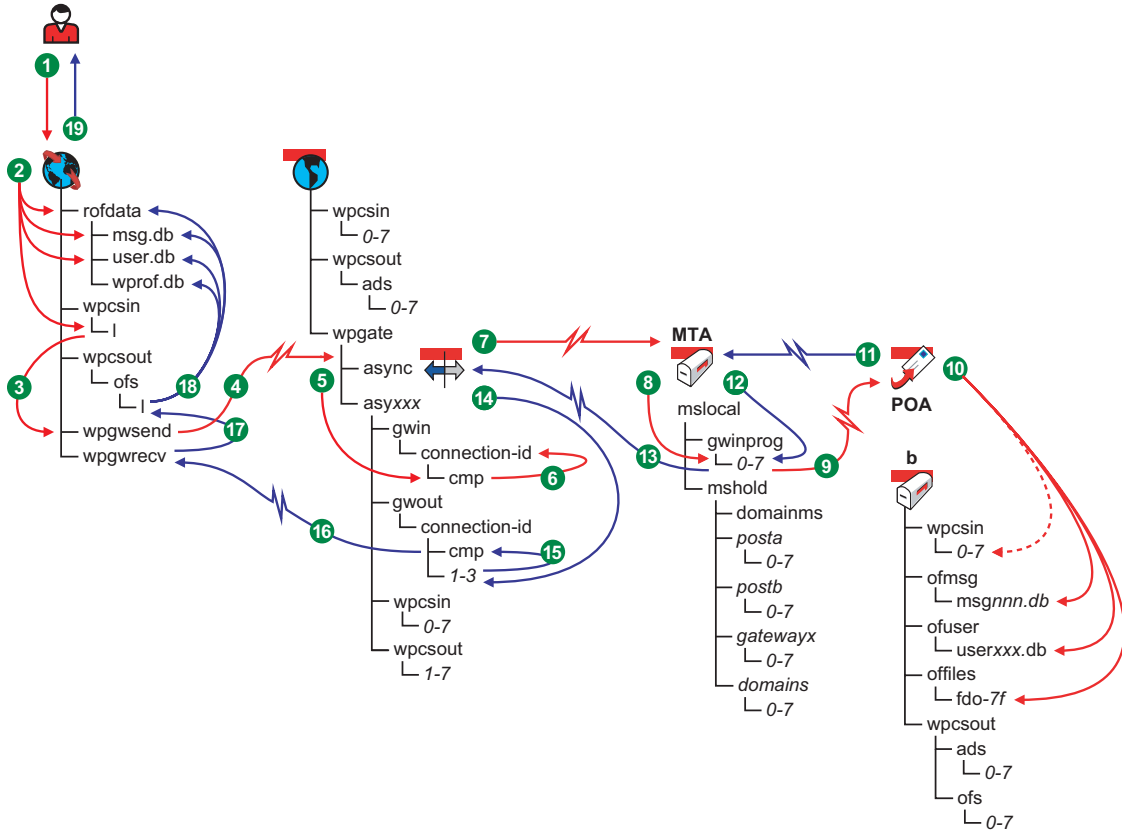 1
19
2
rofdata
msg.db
user.db
wprof.db
wpcsin
I
wpcsout
ofs
I
wpgwsend
wpgwrecv
3
4
18
17
16
wpcsin
0-7
wpcsout
ads
0-7
wpgate
async
asyxxx
gwin
connection-id
cmp
gwout
connection-id
cmp
1-3
wpcsin
0-7
wpcsout
1-7
5
6
15
7
14
13
MTA
8
12
mslocal
gwinprog
0-7
mshold
domainms
posta
0-7
postb
0-7
gatewayx
0-7
domains
0-7
11
9
POA
10
b
wpcsin
0-7
ofmsg
msgnnn.db
ofuser
userxxx.db
offiles
fdo-7f
wpcsout
ads
0-7
ofs
0-7